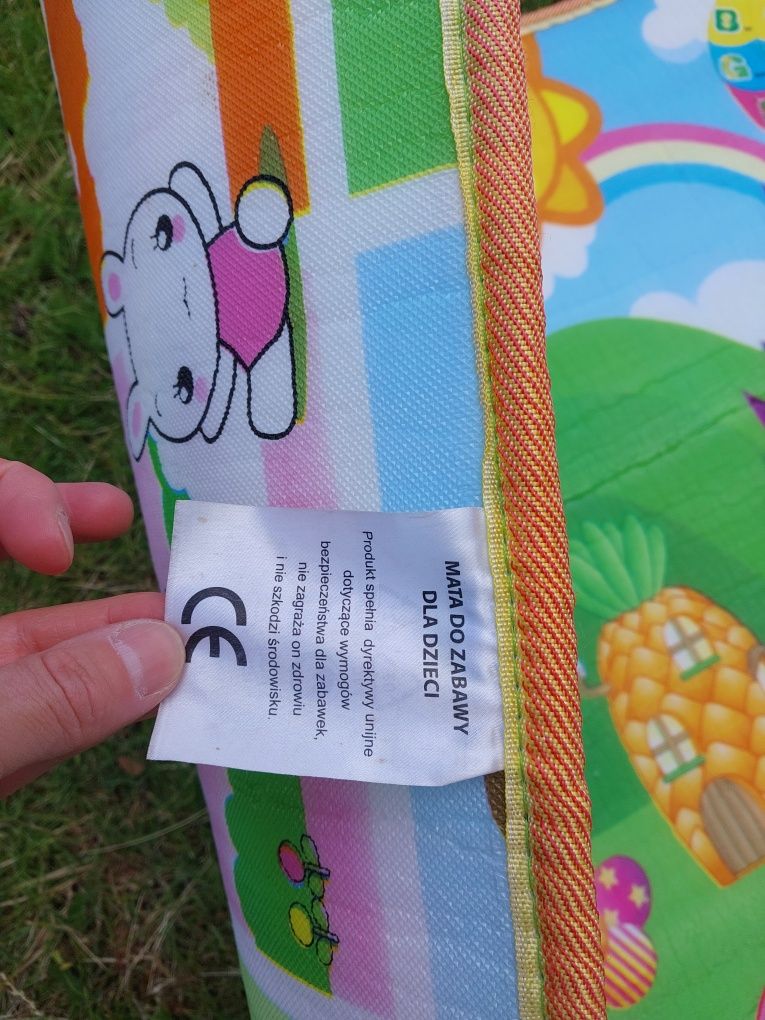 MATA DO ZABAWY
DLA DZIECI
Produkt spełnia dyrektywy unijne
dotyczące wymogów
bezpieczeństwa dla zabawek,
nie zagraża on zdrowiu
i nie szkodzi środowisku.
CE
B
G